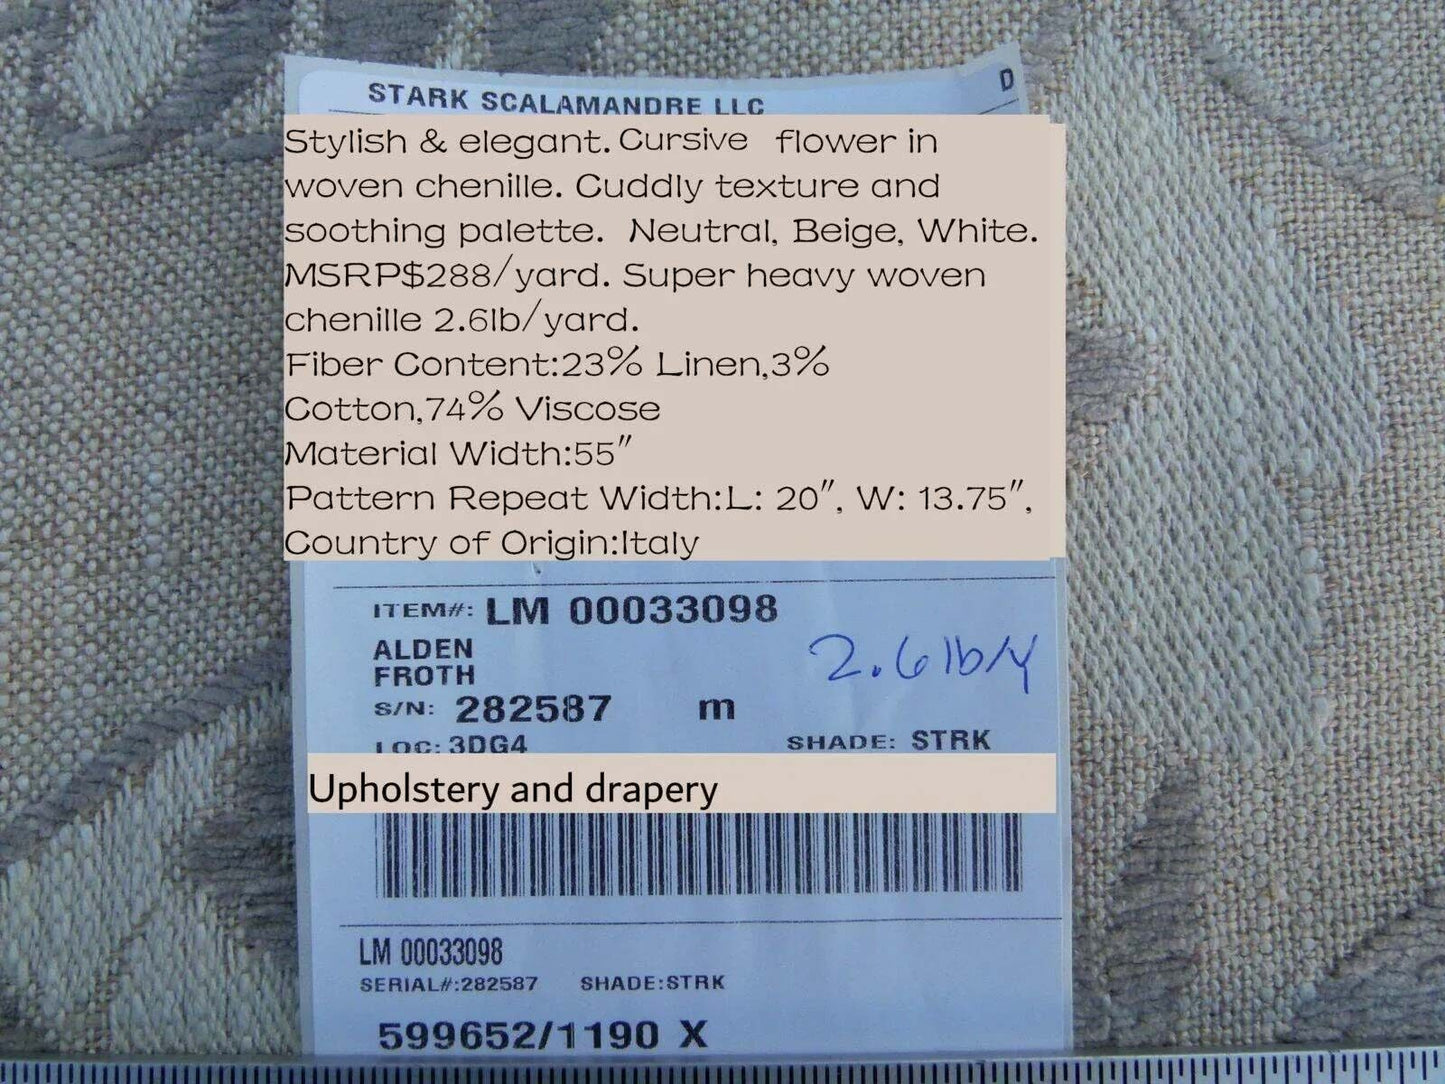 STARK SCALAMANDRE LLC D
Stylish & elegant. Cursive flower in
woven chenille. Cuddly texture and
soothing palette. Neutral, Beige, White.
MSRP$288/yard. Super heavy woven
chenille 2.6lb/yard.
Fiber Content:23% Linen,3%
Cotton,74% Viscose
Material Width:55"
Pattern Repeat Width:L: 20", W: 13.75",
Country of Origin:Italy
ITEM#: LM 00033098
ALDEN
FROTH
2.6lb/y
S/N: 282587 m
LOC: 3DG4 SHADE: STRK
Upholstery and drapery
LM 00033098
SERIAL#:282587 SHADE:STRK
599652/1190 X